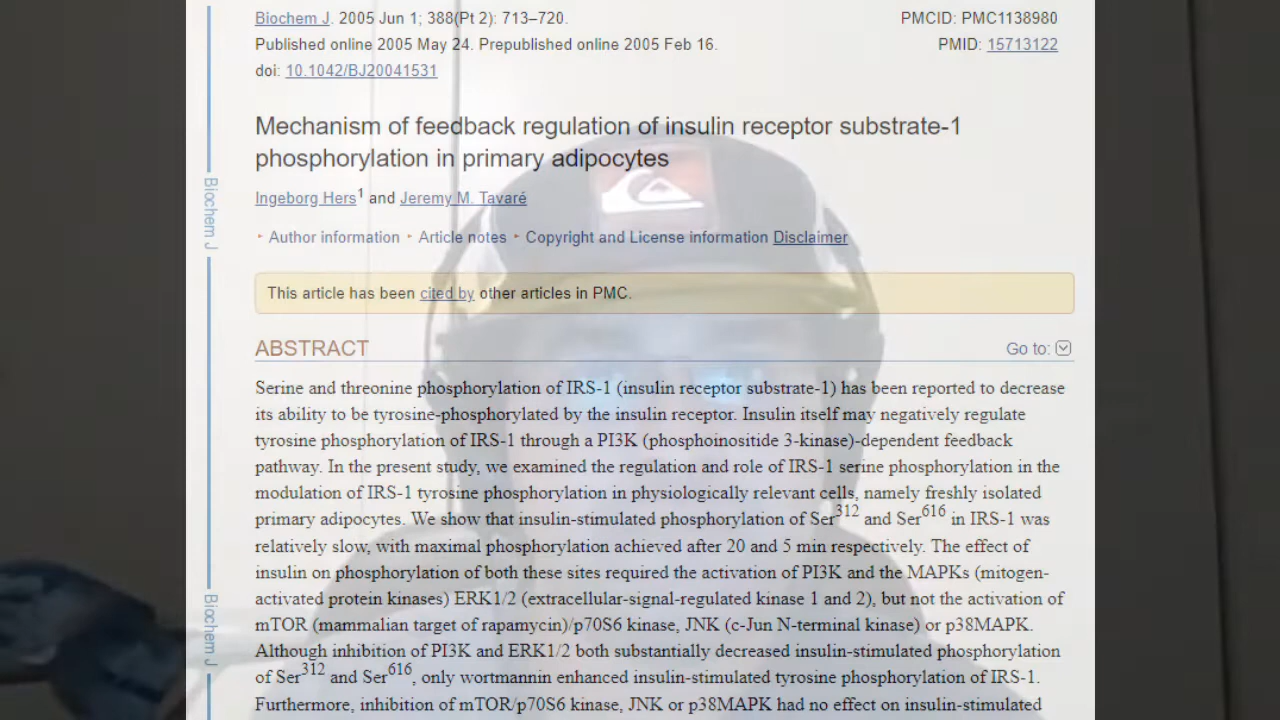 Biochem J. 2005 Jun 1; 388(Pt 2): 713–720.
PMCID: PMC1138980
Published online 2005 May 24. Prepublished online 2005 Feb 16.
PMID: 15713122
doi: 10.1042/BJ20041531
Mechanism of feedback regulation of insulin receptor substrate-1
phosphorylation in primary adipocytes
Ingeborg Hers1 and Jeremy M. Tavaré
Author information Article notes Copyright and License information Disclaimer
This article has been cited by other articles in PMC.
ABSTRACT
Go to:
Serine and threonine phosphorylation of IRS-1 (insulin receptor substrate-1) has been reported to decrease
its ability to be tyrosine-phosphorylated by the insulin receptor. Insulin itself may negatively regulate
tyrosine phosphorylation of IRS-1 through a PI3K (phosphoinositide 3-kinase)-dependent feedback
pathway. In the present study, we examined the regulation and role of IRS-1 serine phosphorylation in the
modulation of IRS-1 tyrosine phosphorylation in physiologically relevant cells, namely freshly isolated
primary adipocytes. We show that insulin-stimulated phosphorylation of Ser312 and Ser616 in IRS-1 was
relatively slow, with maximal phosphorylation achieved after 20 and 5 min respectively. The effect of
insulin on phosphorylation of both these sites required the activation of PI3K and the MAPKs (mitogen-
activated protein kinases) ERK1/2 (extracellular-signal-regulated kinase 1 and 2), but not the activation of
mTOR (mammalian target of rapamycin)/p70S6 kinase, JNK (c-Jun N-terminal kinase) or p38MAPK.
Although inhibition of PI3K and ERK1/2 both substantially decreased insulin-stimulated phosphorylation
of Ser312 and Ser616, only wortmannin enhanced insulin-stimulated tyrosine phosphorylation of IRS-1.
Furthermore, inhibition of mTOR/p70S6 kinase, JNK or p38MAPK had no effect on insulin-stimulated
Biochem J
Biochem J